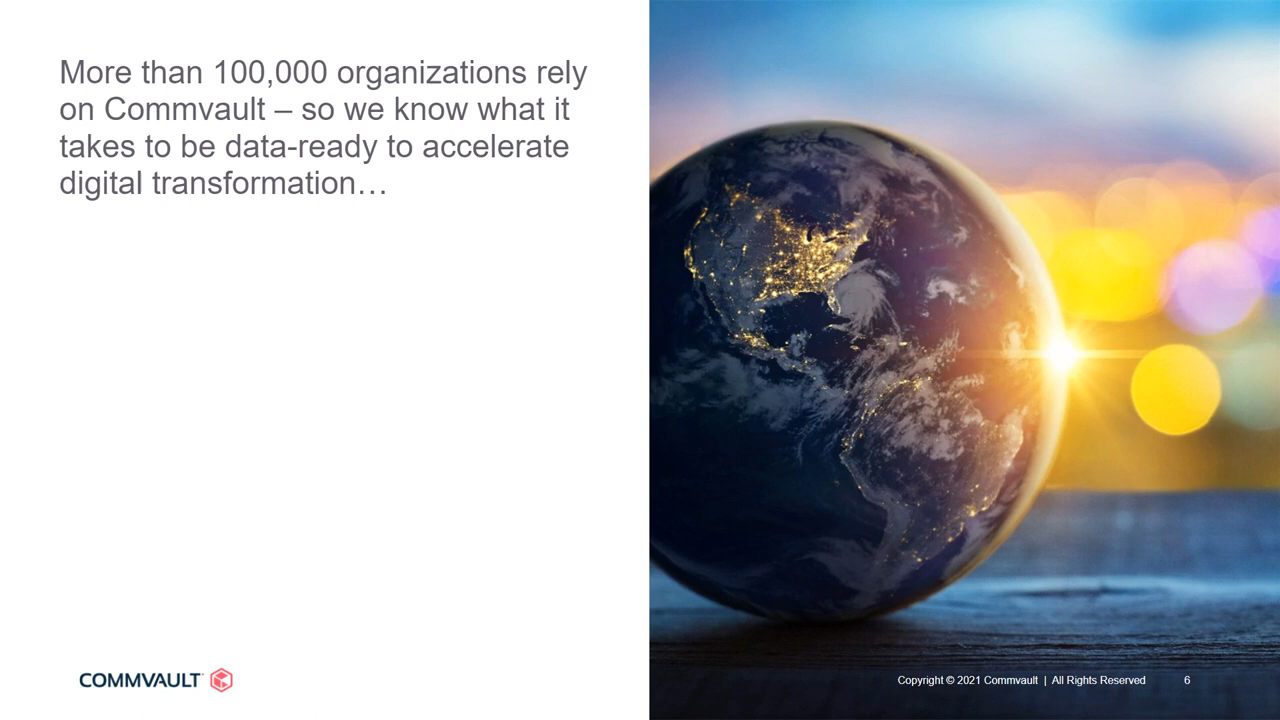 More than 100,000 organizations rely
on Commvault – so we know what it
takes to be data-ready to accelerate
digital transformation…
COMMVAULT
Copyright © 2021 Commvault | All Rights Reserved 6